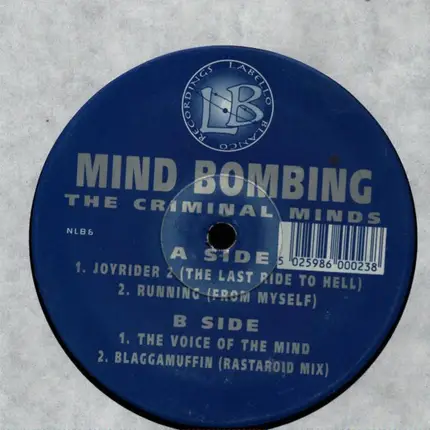 RECORDINGS LABELLO BLANCO
LB
MIND BOMBING
THE CRIMINAL MINDS
NLB6
A SIDE
5 025986 000238
1. JOYRIDER 2 (THE LAST RIDE TO HELL)
2. RUNNING (FROM MYSELF)
B SIDE
1. THE VOICE OF THE MIND
2. BLAGGAMUFFIN (RASTAROID MIX)